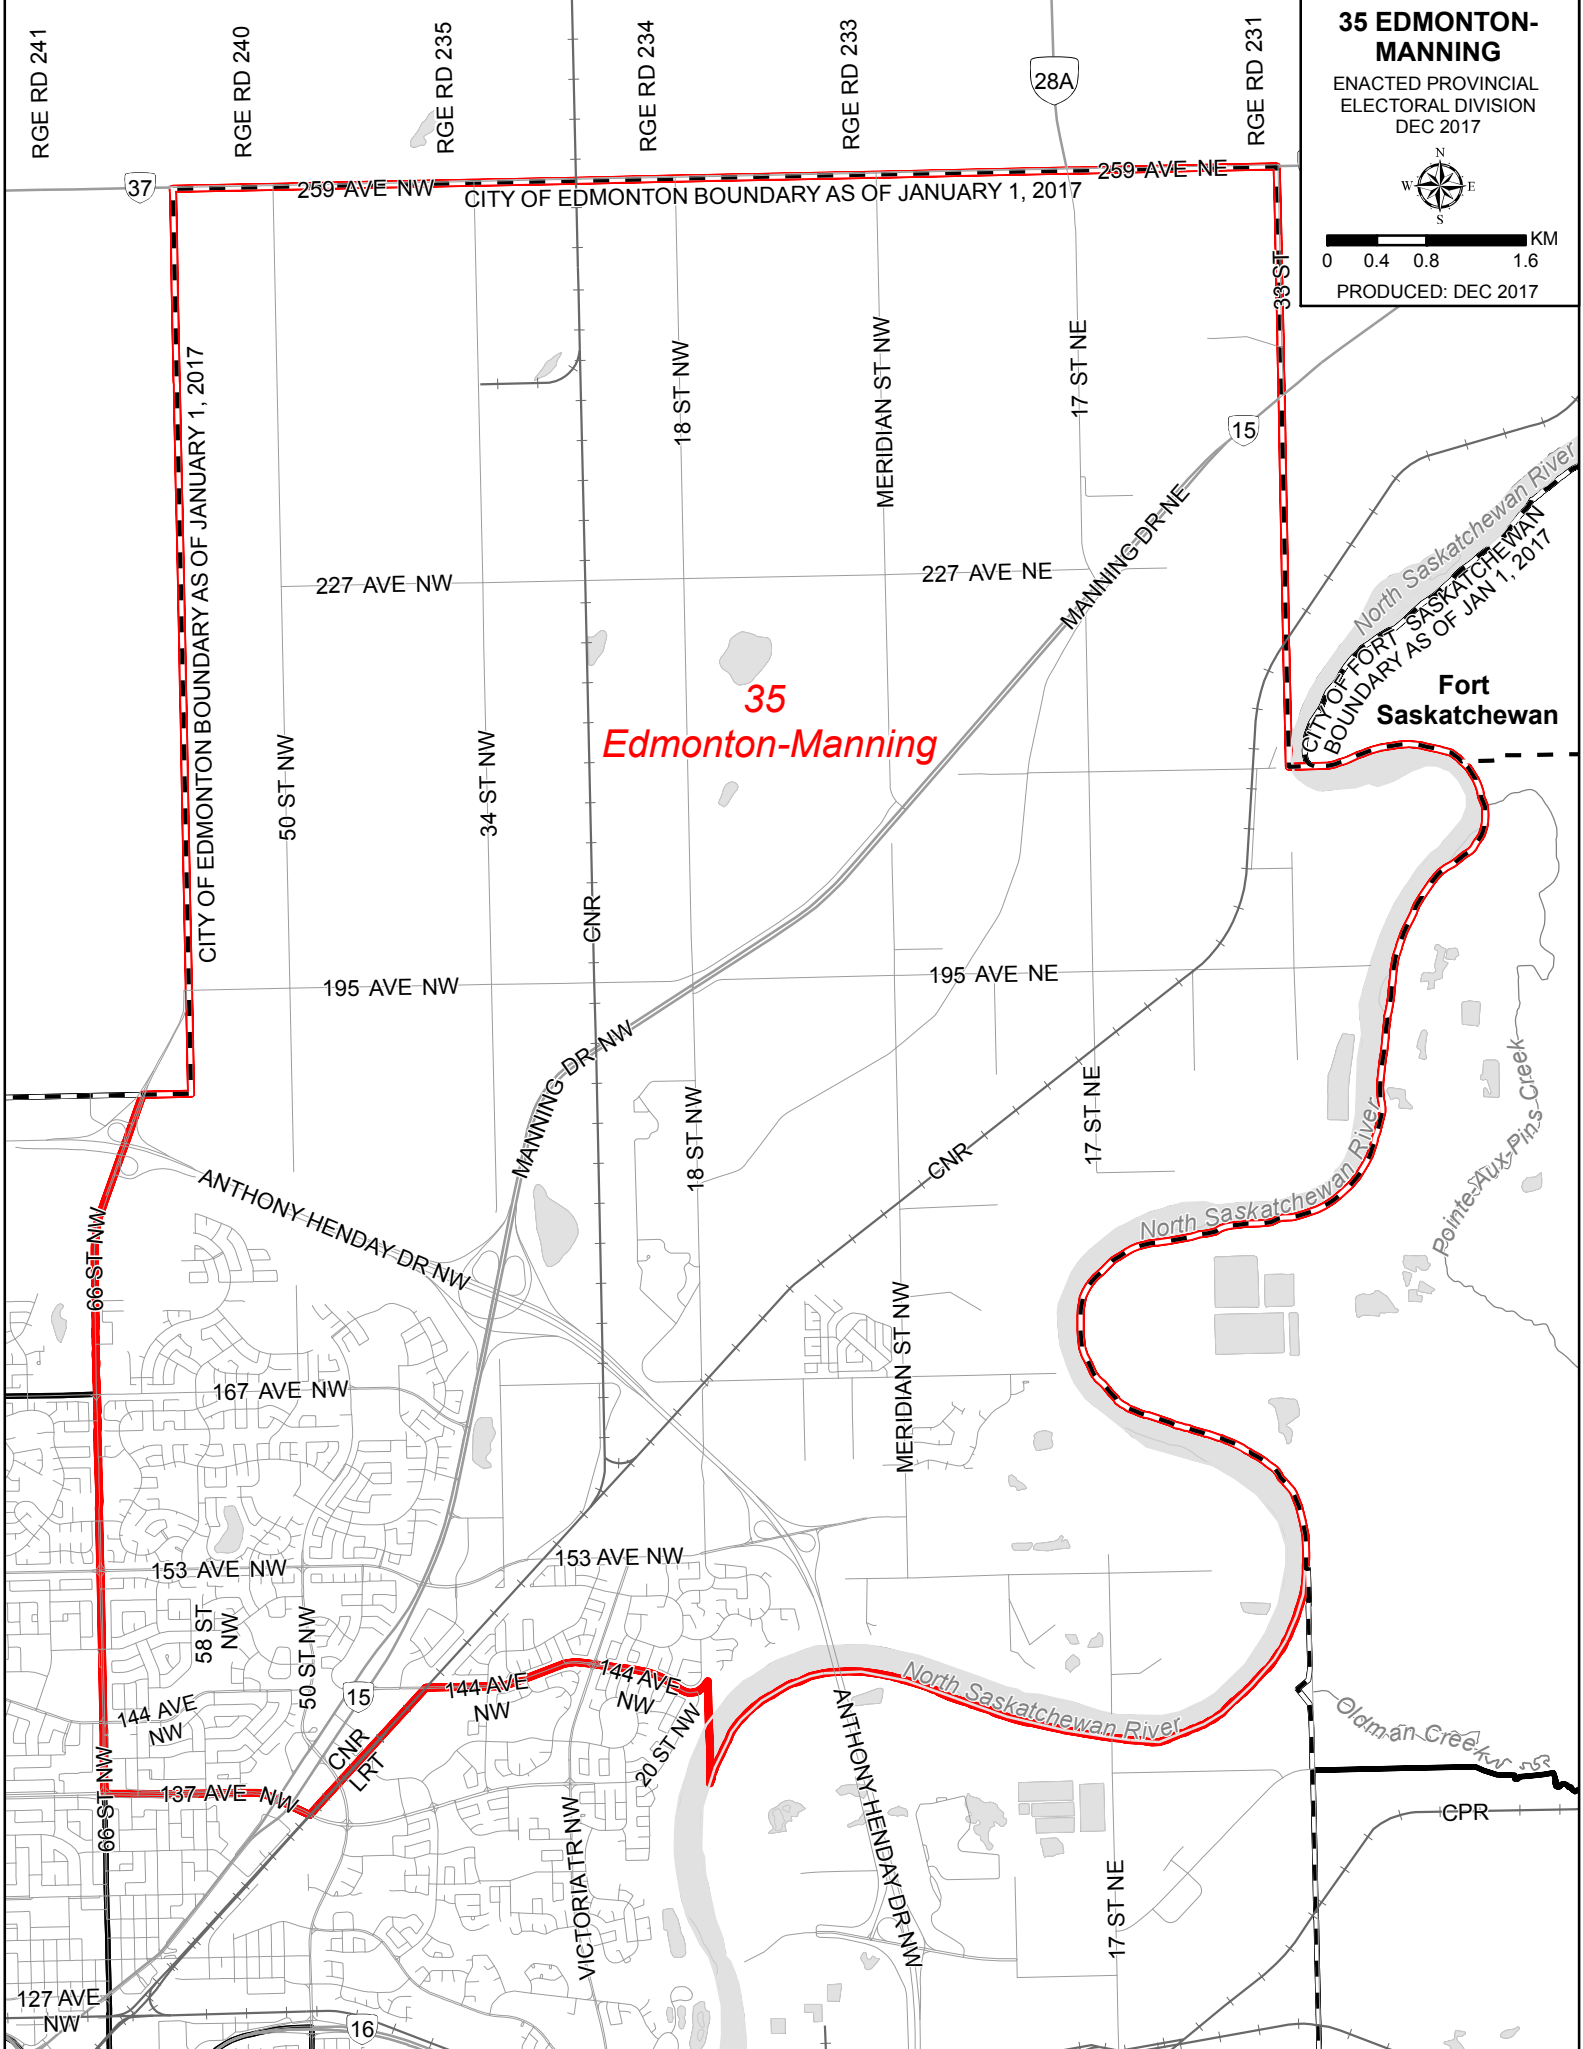 35 EDMONTON-
MANNING
ENACTED PROVINCIAL
ELECTORAL DIVISION
DEC 2017
N
W E
S
KM
0 0.4 0.8 1.6
PRODUCED: DEC 2017
RGE RD 241
RGE RD 240
RGE RD 235
RGE RD 234
RGE RD 233
RGE RD 231
28A
37
259 AVE NW
259 AVE NE
CITY OF EDMONTON BOUNDARY AS OF JANUARY 1, 2017
33 ST
CITY OF EDMONTON BOUNDARY AS OF JANUARY 1, 2017
18 ST NW
MERIDIAN ST NW
17 ST NE
15
MANNING DR NE
North Saskatchewan River
CITY OF FORT SASKATCHEWAN
BOUNDARY AS OF JAN 1, 2017
227 AVE NW
227 AVE NE
Fort
Saskatchewan
35
Edmonton-Manning
50 ST NW
34 ST NW
CNR
195 AVE NW
195 AVE NE
MANNING DR NW
18 ST NW
17 ST NE
CNR
Pointe-Aux-Pins Creek
North Saskatchewan River
ANTHONY HENDAY DR NW
66 ST NW
MERIDIAN ST NW
167 AVE NW
153 AVE NW
153 AVE NW
58 ST
NW
50 ST NW
144 AVE
NW
15
144 AVE
NW
144 AVE
NW
20 ST NW
CNR
LRT
North Saskatchewan River
Oldman Creek
66 ST NW
137 AVE NW
VICTORIA TR NW
ANTHONY HENDAY DR NW
17 ST NE
CPR
127 AVE
NW
16